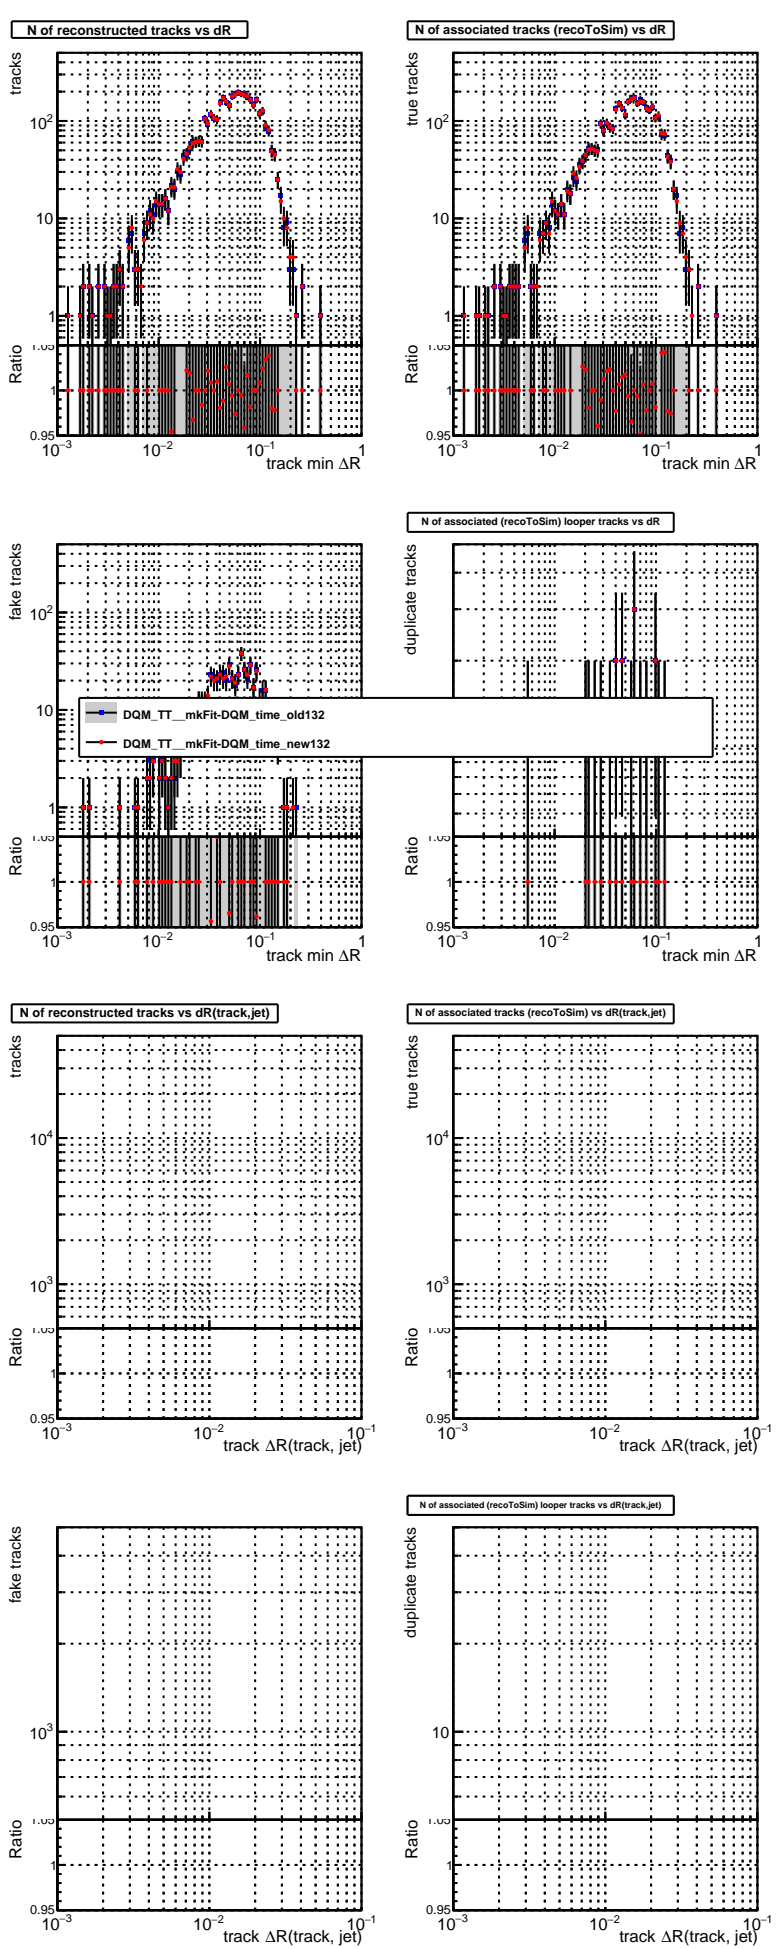 N of reconstructed tracks vs dR
tracks
10²
10
1
Ratio
1.05
1
0.95
10⁻³
10⁻²
10⁻¹
1
track min ΔR
N of associated tracks (recoToSim) vs dR
true tracks
10²
10
1
Ratio
1.05
1
0.95
10⁻³
10⁻²
10⁻¹
1
track min ΔR
fake tracks
10²
10
1
Ratio
1.05
1
0.95
10⁻³
10⁻²
10⁻¹
1
track min ΔR
N of associated (recoToSim) looper tracks vs dR
duplicate tracks
Ratio
1.05
1
0.95
10⁻³
10⁻²
10⁻¹
1
track min ΔR
DQM_TT__mkFit-DQM_time_old132
DQM_TT__mkFit-DQM_time_new132
N of reconstructed tracks vs dR(track,jet)
tracks
10⁴
10³
Ratio
1.05
1
0.95
10⁻³
10⁻²
10⁻¹
track ΔR(track, jet)
N of associated tracks (recoToSim) vs dR(track,jet)
true tracks
10⁴
10³
Ratio
1.05
1
0.95
10⁻³
10⁻²
10⁻¹
track ΔR(track, jet)
fake tracks
10³
Ratio
1.05
1
0.95
10⁻³
10⁻²
10⁻¹
track ΔR(track, jet)
N of associated (recoToSim) looper tracks vs dR(track,jet)
duplicate tracks
10
Ratio
1.05
1
0.95
10⁻³
10⁻²
10⁻¹
track ΔR(track, jet)